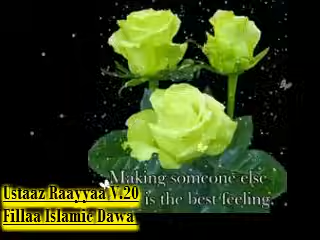 Making someone else
is the best feeling.
Ustaaz Raayyaa V.20
Fillaa Islamic Dawa